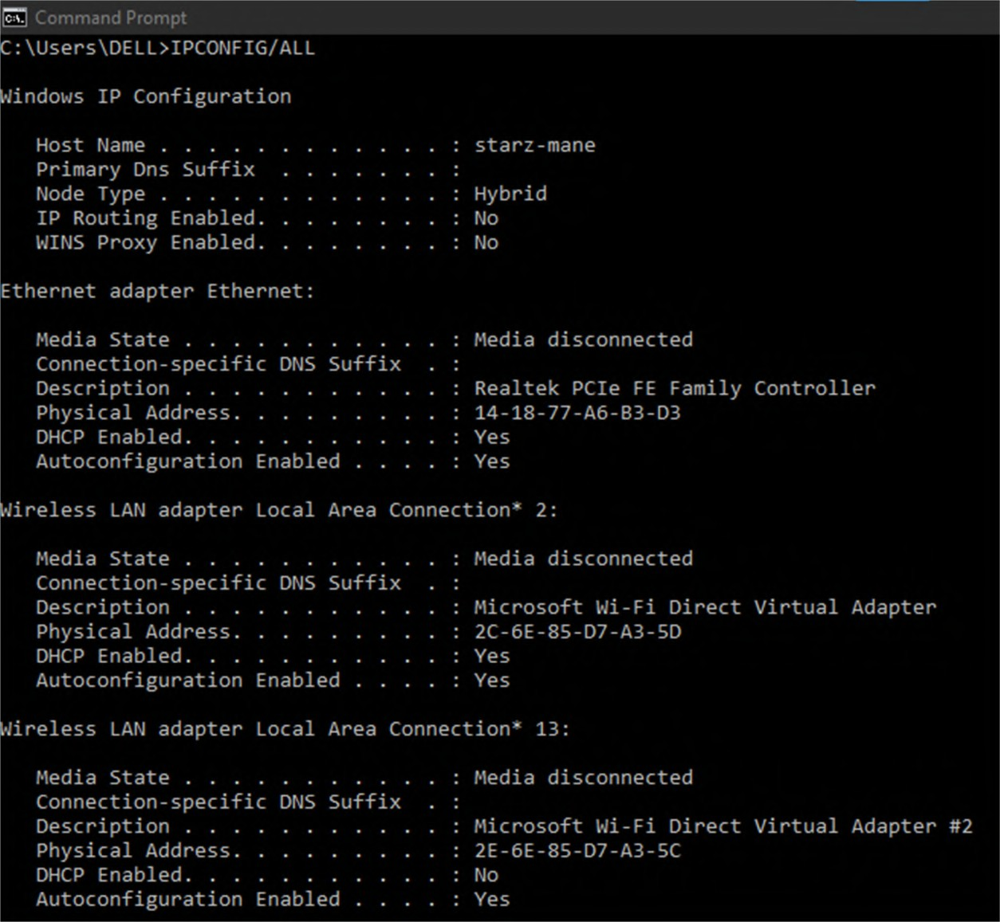 Command Prompt
C:\Users\DELL>IPCONFIG/ALL
Windows IP Configuration
Host Name . . . . . . . . . . . . : starz-mane
Primary Dns Suffix . . . . . . . :
Node Type . . . . . . . . . . . . : Hybrid
IP Routing Enabled. . . . . . . . : No
WINS Proxy Enabled. . . . . . . . : No
Ethernet adapter Ethernet:
Media State . . . . . . . . . . . : Media disconnected
Connection-specific DNS Suffix . :
Description . . . . . . . . . . . : Realtek PCIe FE Family Controller
Physical Address. . . . . . . . . : 14-18-77-A6-B3-D3
DHCP Enabled. . . . . . . . . . . : Yes
Autoconfiguration Enabled . . . . : Yes
Wireless LAN adapter Local Area Connection* 2:
Media State . . . . . . . . . . . : Media disconnected
Connection-specific DNS Suffix . :
Description . . . . . . . . . . . : Microsoft Wi-Fi Direct Virtual Adapter
Physical Address. . . . . . . . . : 2C-6E-85-D7-A3-5D
DHCP Enabled. . . . . . . . . . . : Yes
Autoconfiguration Enabled . . . . : Yes
Wireless LAN adapter Local Area Connection* 13:
Media State . . . . . . . . . . . : Media disconnected
Connection-specific DNS Suffix . :
Description . . . . . . . . . . . : Microsoft Wi-Fi Direct Virtual Adapter #2
Physical Address. . . . . . . . . : 2E-6E-85-D7-A3-5C
DHCP Enabled. . . . . . . . . . . : No
Autoconfiguration Enabled . . . . : Yes